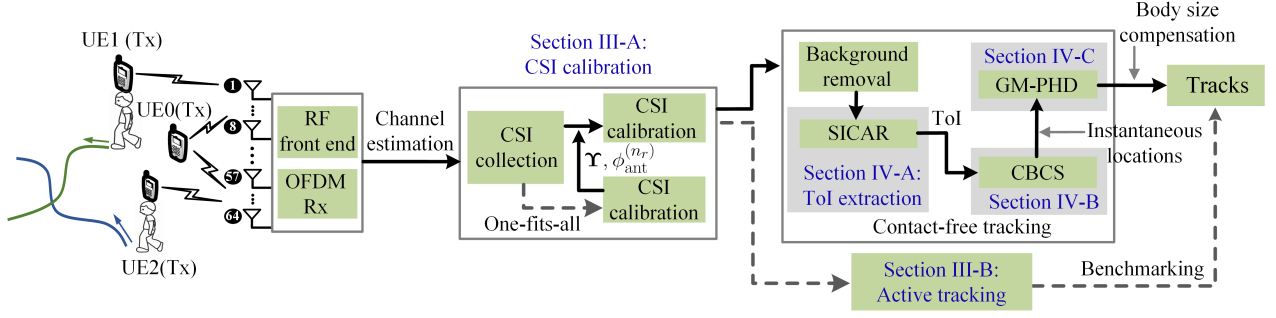 UE1 (Tx)
UE0(Tx)
UE2(Tx)
1
8
57
64
RF
front end
OFDM
Rx
Channel
estimation
Section III-A:
CSI calibration
CSI
collection
CSI
calibration
ϒ, ϕ_ant^(n_r)
CSI
calibration
One-fits-all
Background
removal
SICAR
Section IV-A:
ToI extraction
ToI
Section IV-C
GM-PHD
Instantaneous
locations
CBCS
Section IV-B
Contact-free tracking
Body size
compensation
Tracks
Section III-B:
Active tracking
Benchmarking